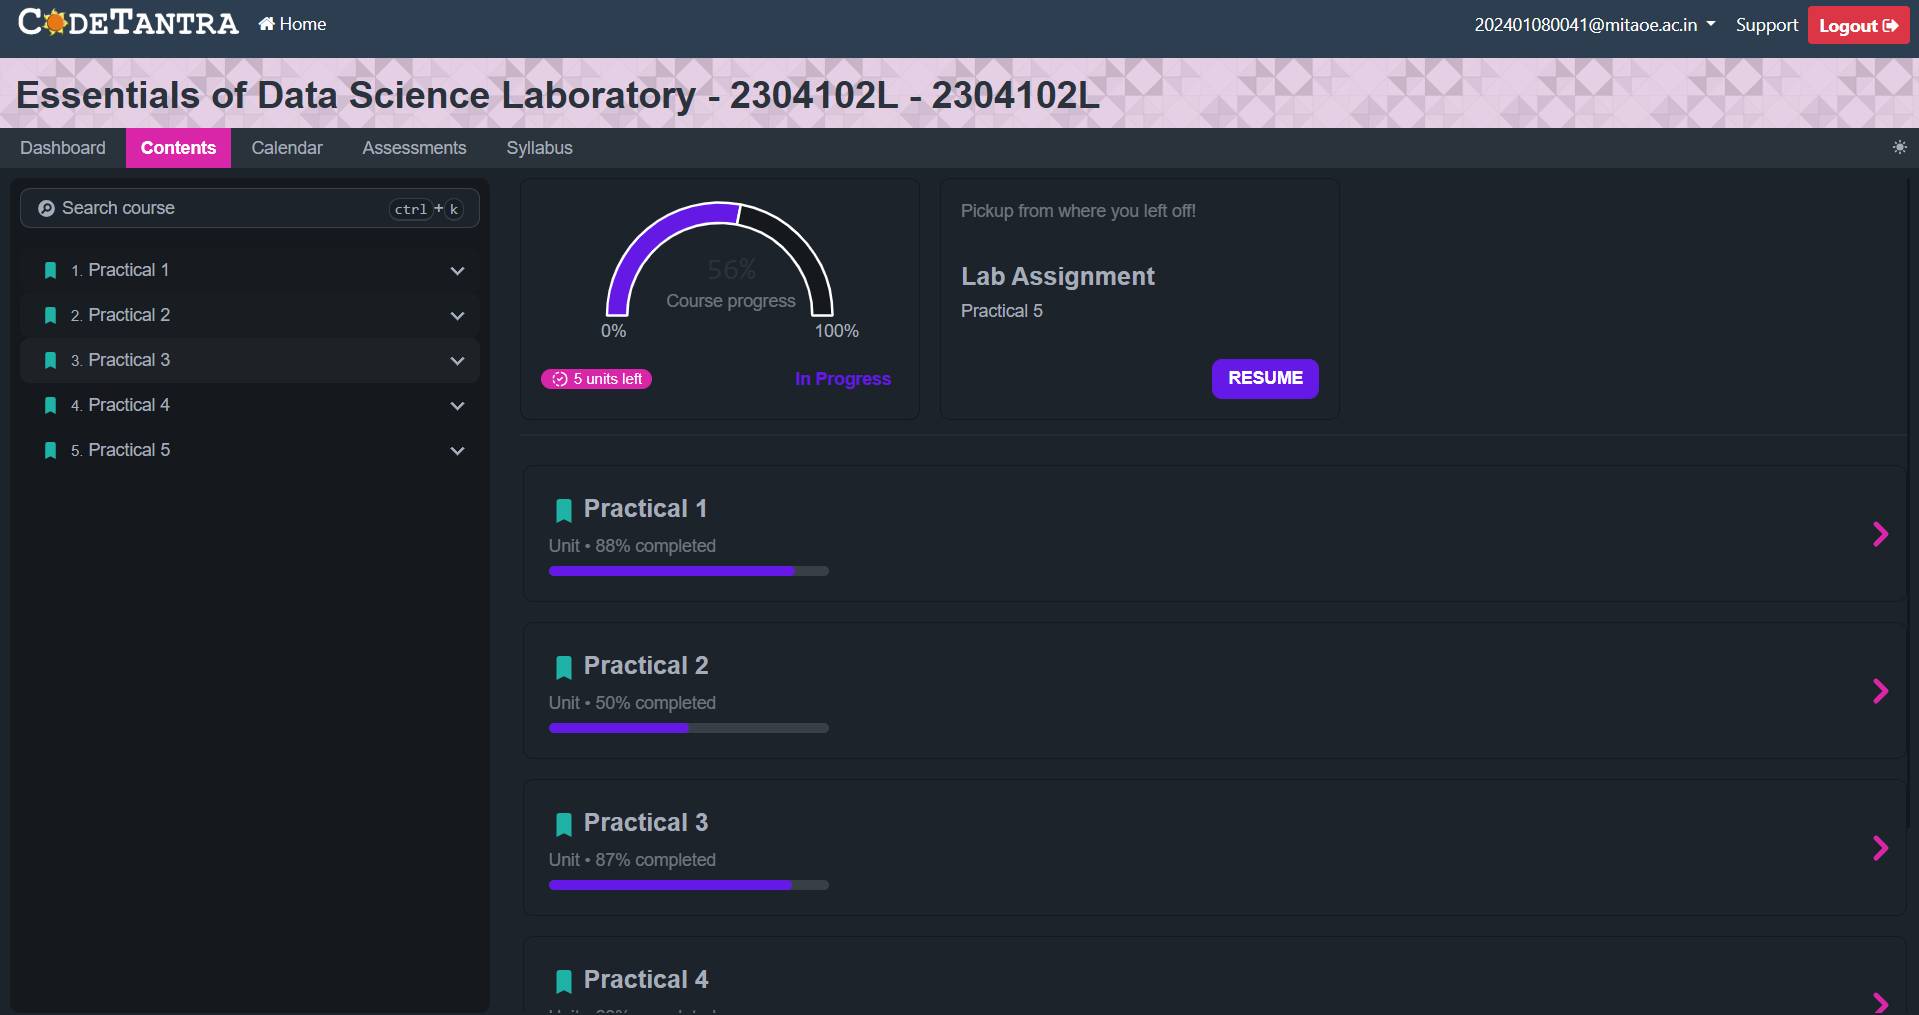 CODETANTRA Home 202401080041@mitaoe.ac.in Support Logout
Essentials of Data Science Laboratory - 2304102L - 2304102L
Dashboard Contents Calendar Assessments Syllabus
Search course ctrl + k
1. Practical 1
2. Practical 2
3. Practical 3
4. Practical 4
5. Practical 5
56%
Course progress
0% 100%
5 units left In Progress
Pickup from where you left off!
Lab Assignment
Practical 5
RESUME
Practical 1
Unit • 88% completed
Practical 2
Unit • 50% completed
Practical 3
Unit • 87% completed
Practical 4